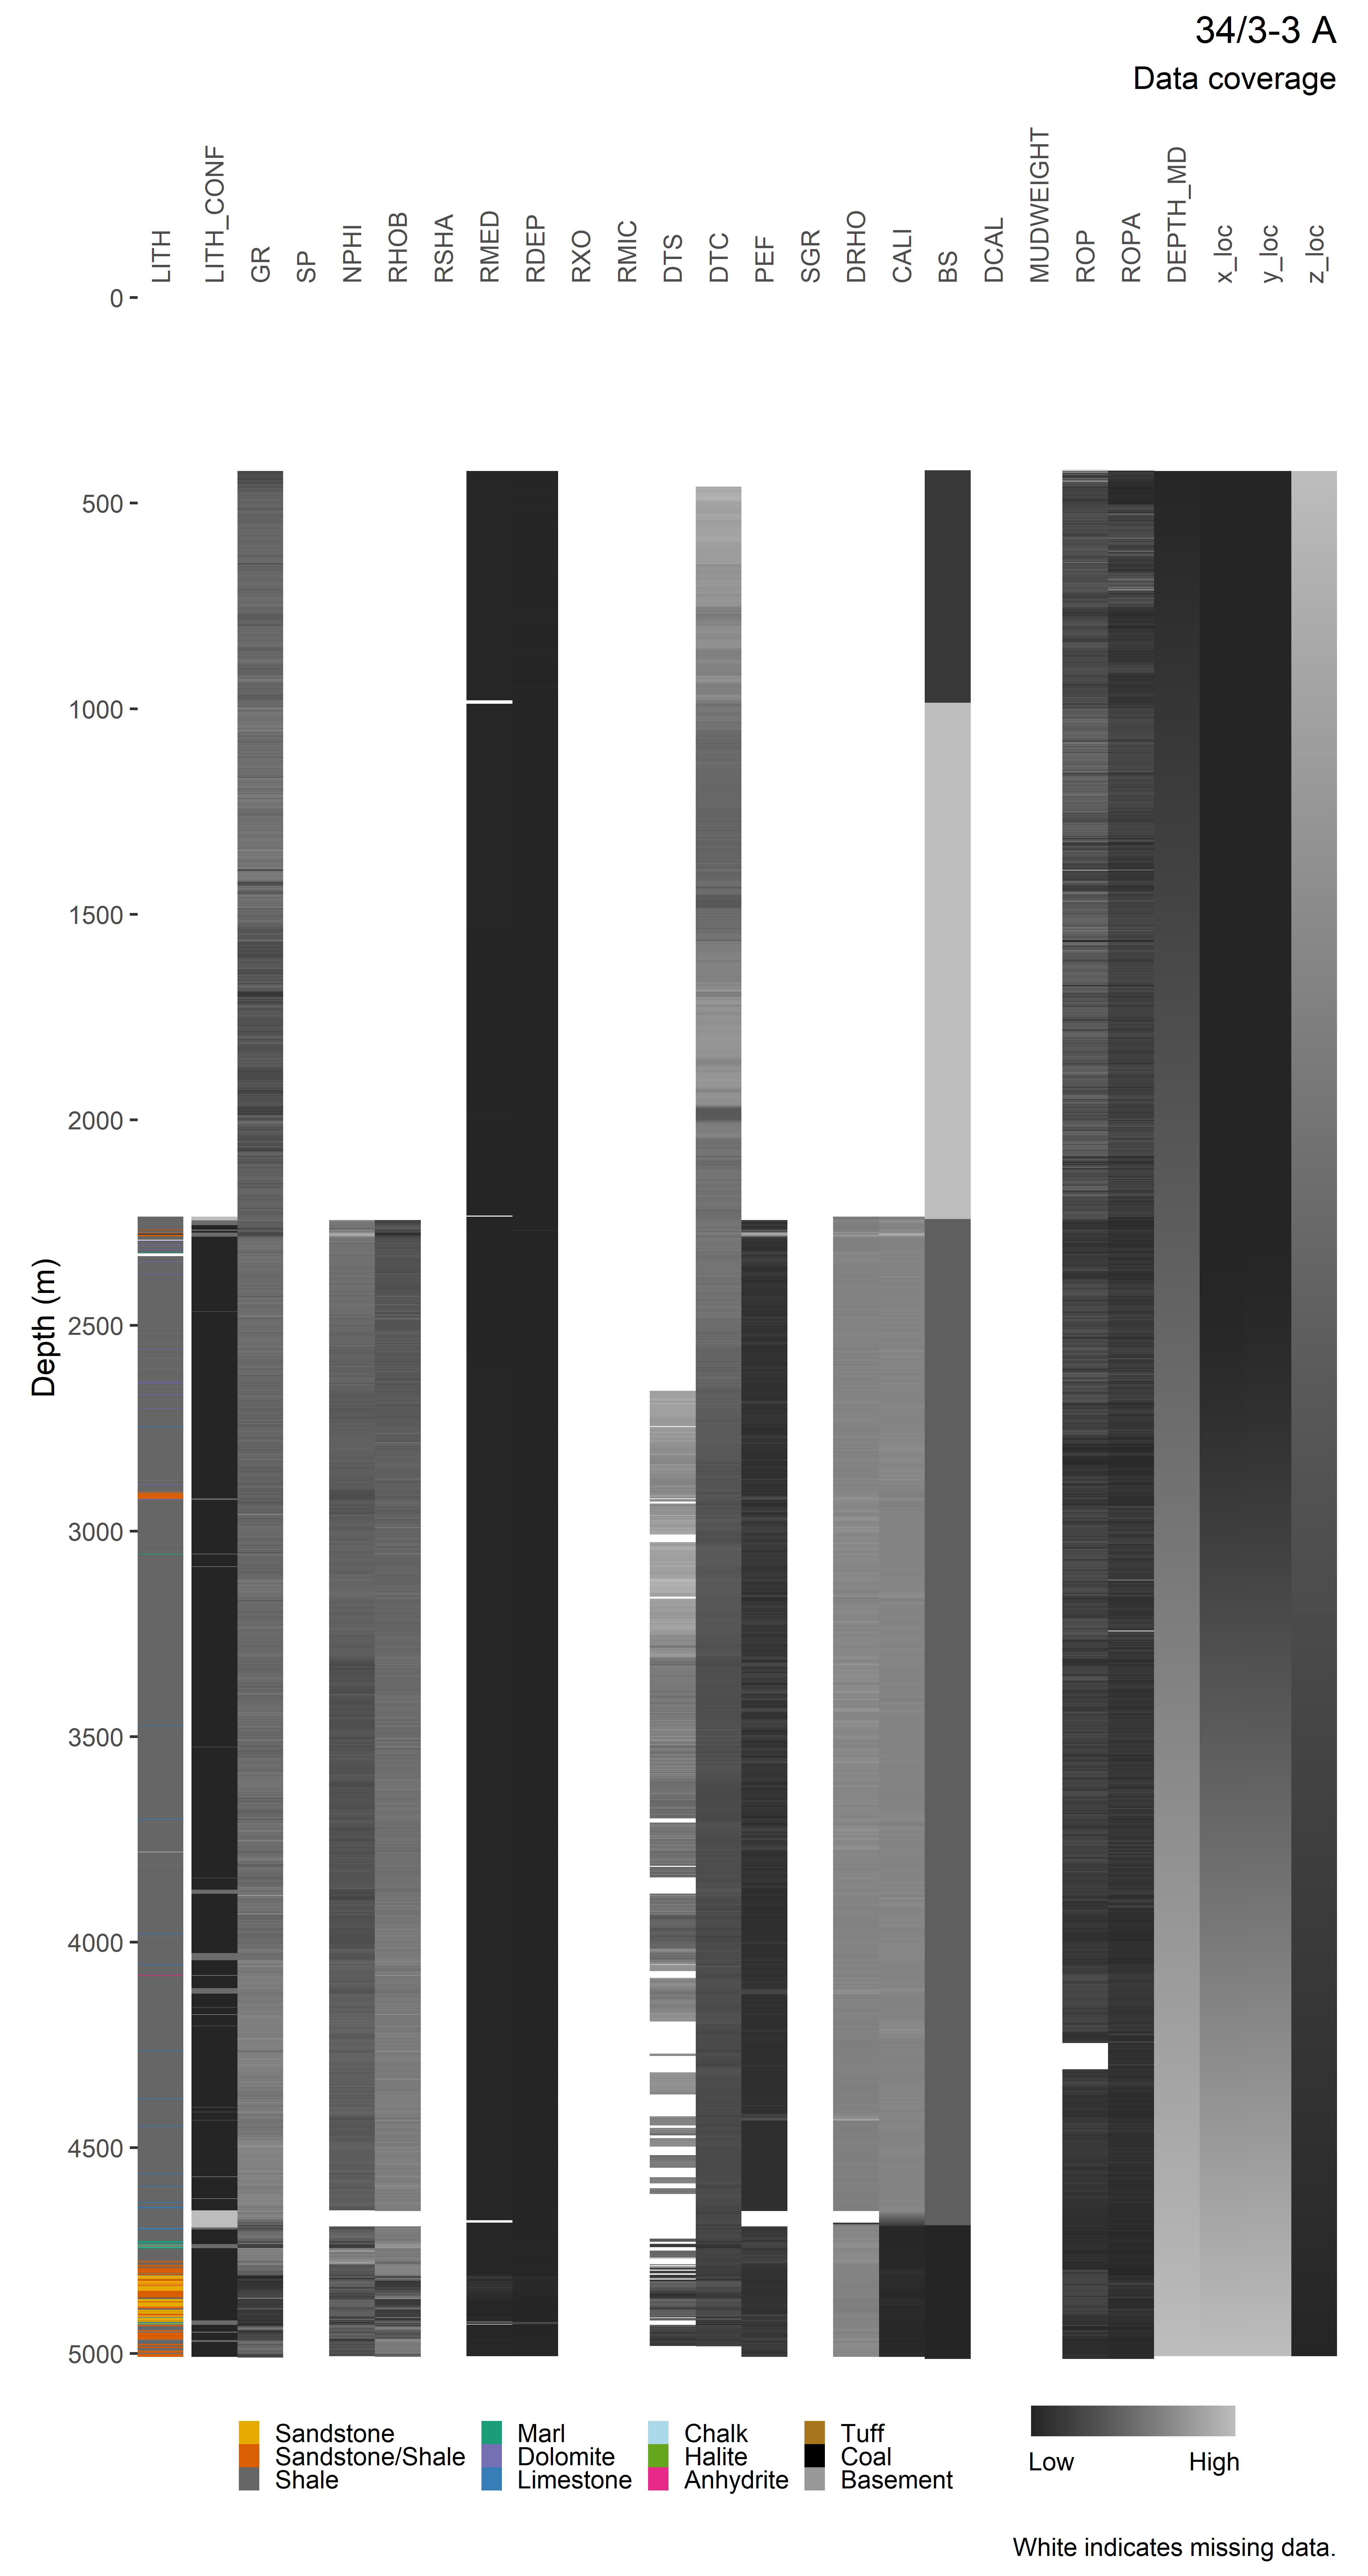 34/3-3 A
Data coverage
LITH
LITH_CONF
GR
SP
NPHI
RHOB
RSHA
RMED
RDEP
RXO
RMIC
DTS
DTC
PEF
SGR
DRHO
CALI
BS
DCAL
MUDWEIGHT
ROP
ROPA
DEPTH_MD
x_loc
y_loc
z_loc
0
500
1000
1500
2000
2500
3000
3500
4000
4500
5000
Depth (m)
Sandstone
Sandstone/Shale
Shale
Marl
Dolomite
Limestone
Chalk
Halite
Anhydrite
Tuff
Coal
Basement
Low
High
White indicates missing data.